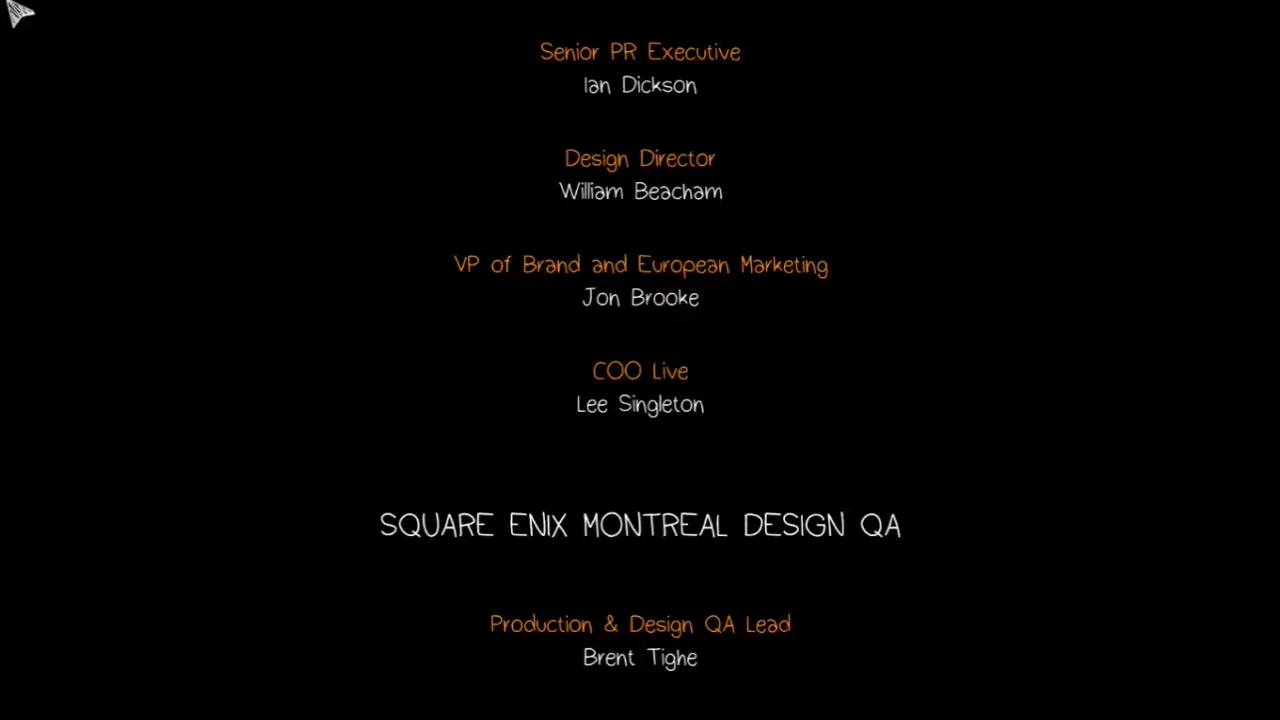 Senior PR Executive
Ian Dickson
Design Director
William Beacham
VP of Brand and European Marketing
Jon Brooke
COO Live
Lee Singleton
SQUARE ENIX MONTREAL DESIGN QA
Production & Design QA Lead
Brent Tighe